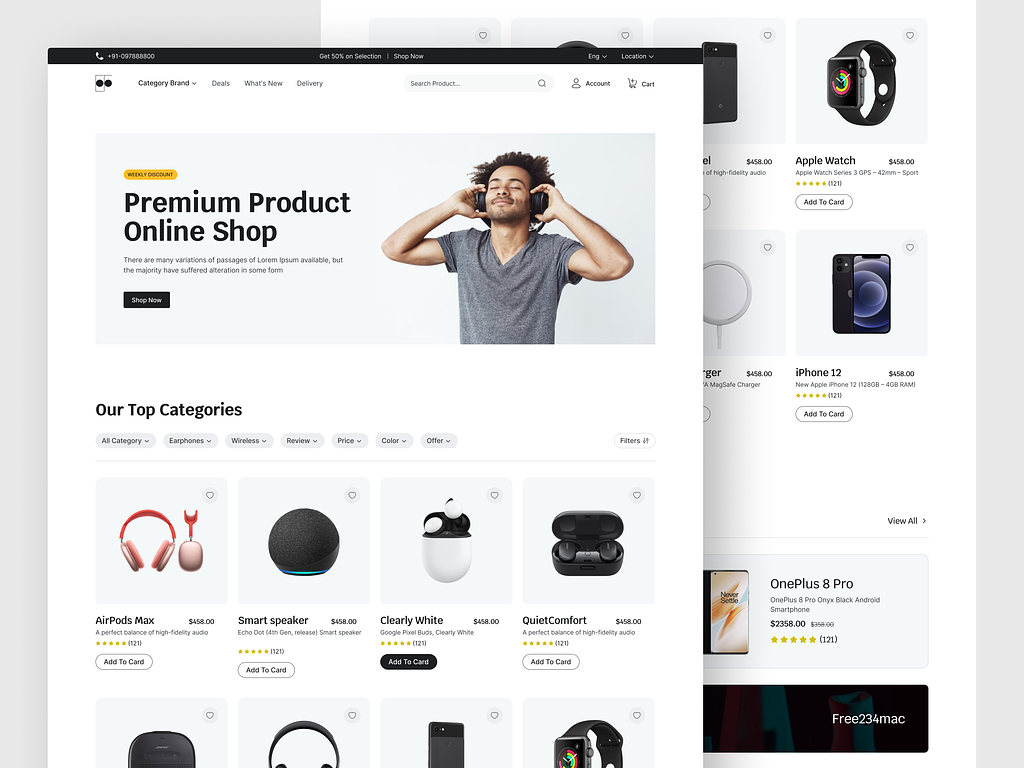 +91-097888800
Get 50% on Selection | Shop Now
Eng
Location
Category Brand
Deals
What's New
Delivery
Search Product...
Account
Cart
WEEKLY DISCOUNT
Premium Product
Online Shop
There are many variations of passages of Lorem Ipsum available, but
the majority have suffered alteration in some form
Shop Now
Our Top Categories
All Category
Earphones
Wireless
Review
Price
Color
Offer
Filters
AirPods Max $458.00
A perfect balance of high-fidelity audio
(121)
Add To Card
Smart speaker $458.00
Echo Dot (4th Gen, release) Smart speaker
(121)
Add To Card
Clearly White $458.00
Google Pixel Buds, Clearly White
(121)
Add To Card
QuietComfort $458.00
A perfect balance of high-fidelity audio
(121)
Add To Card
BOSE
el $458.00
of high-fidelity audio
Apple Watch $458.00
Apple Watch Series 3 GPS – 42mm – Sport
(121)
Add To Card
rger $458.00
A MagSafe Charger
iPhone 12 $458.00
New Apple iPhone 12 (128GB – 4GB RAM)
(121)
Add To Card
View All
Never
Settle
OnePlus 8 Pro
OnePlus 8 Pro Onyx Black Android
Smartphone
$2358.00 $358.00
(121)
Free234mac